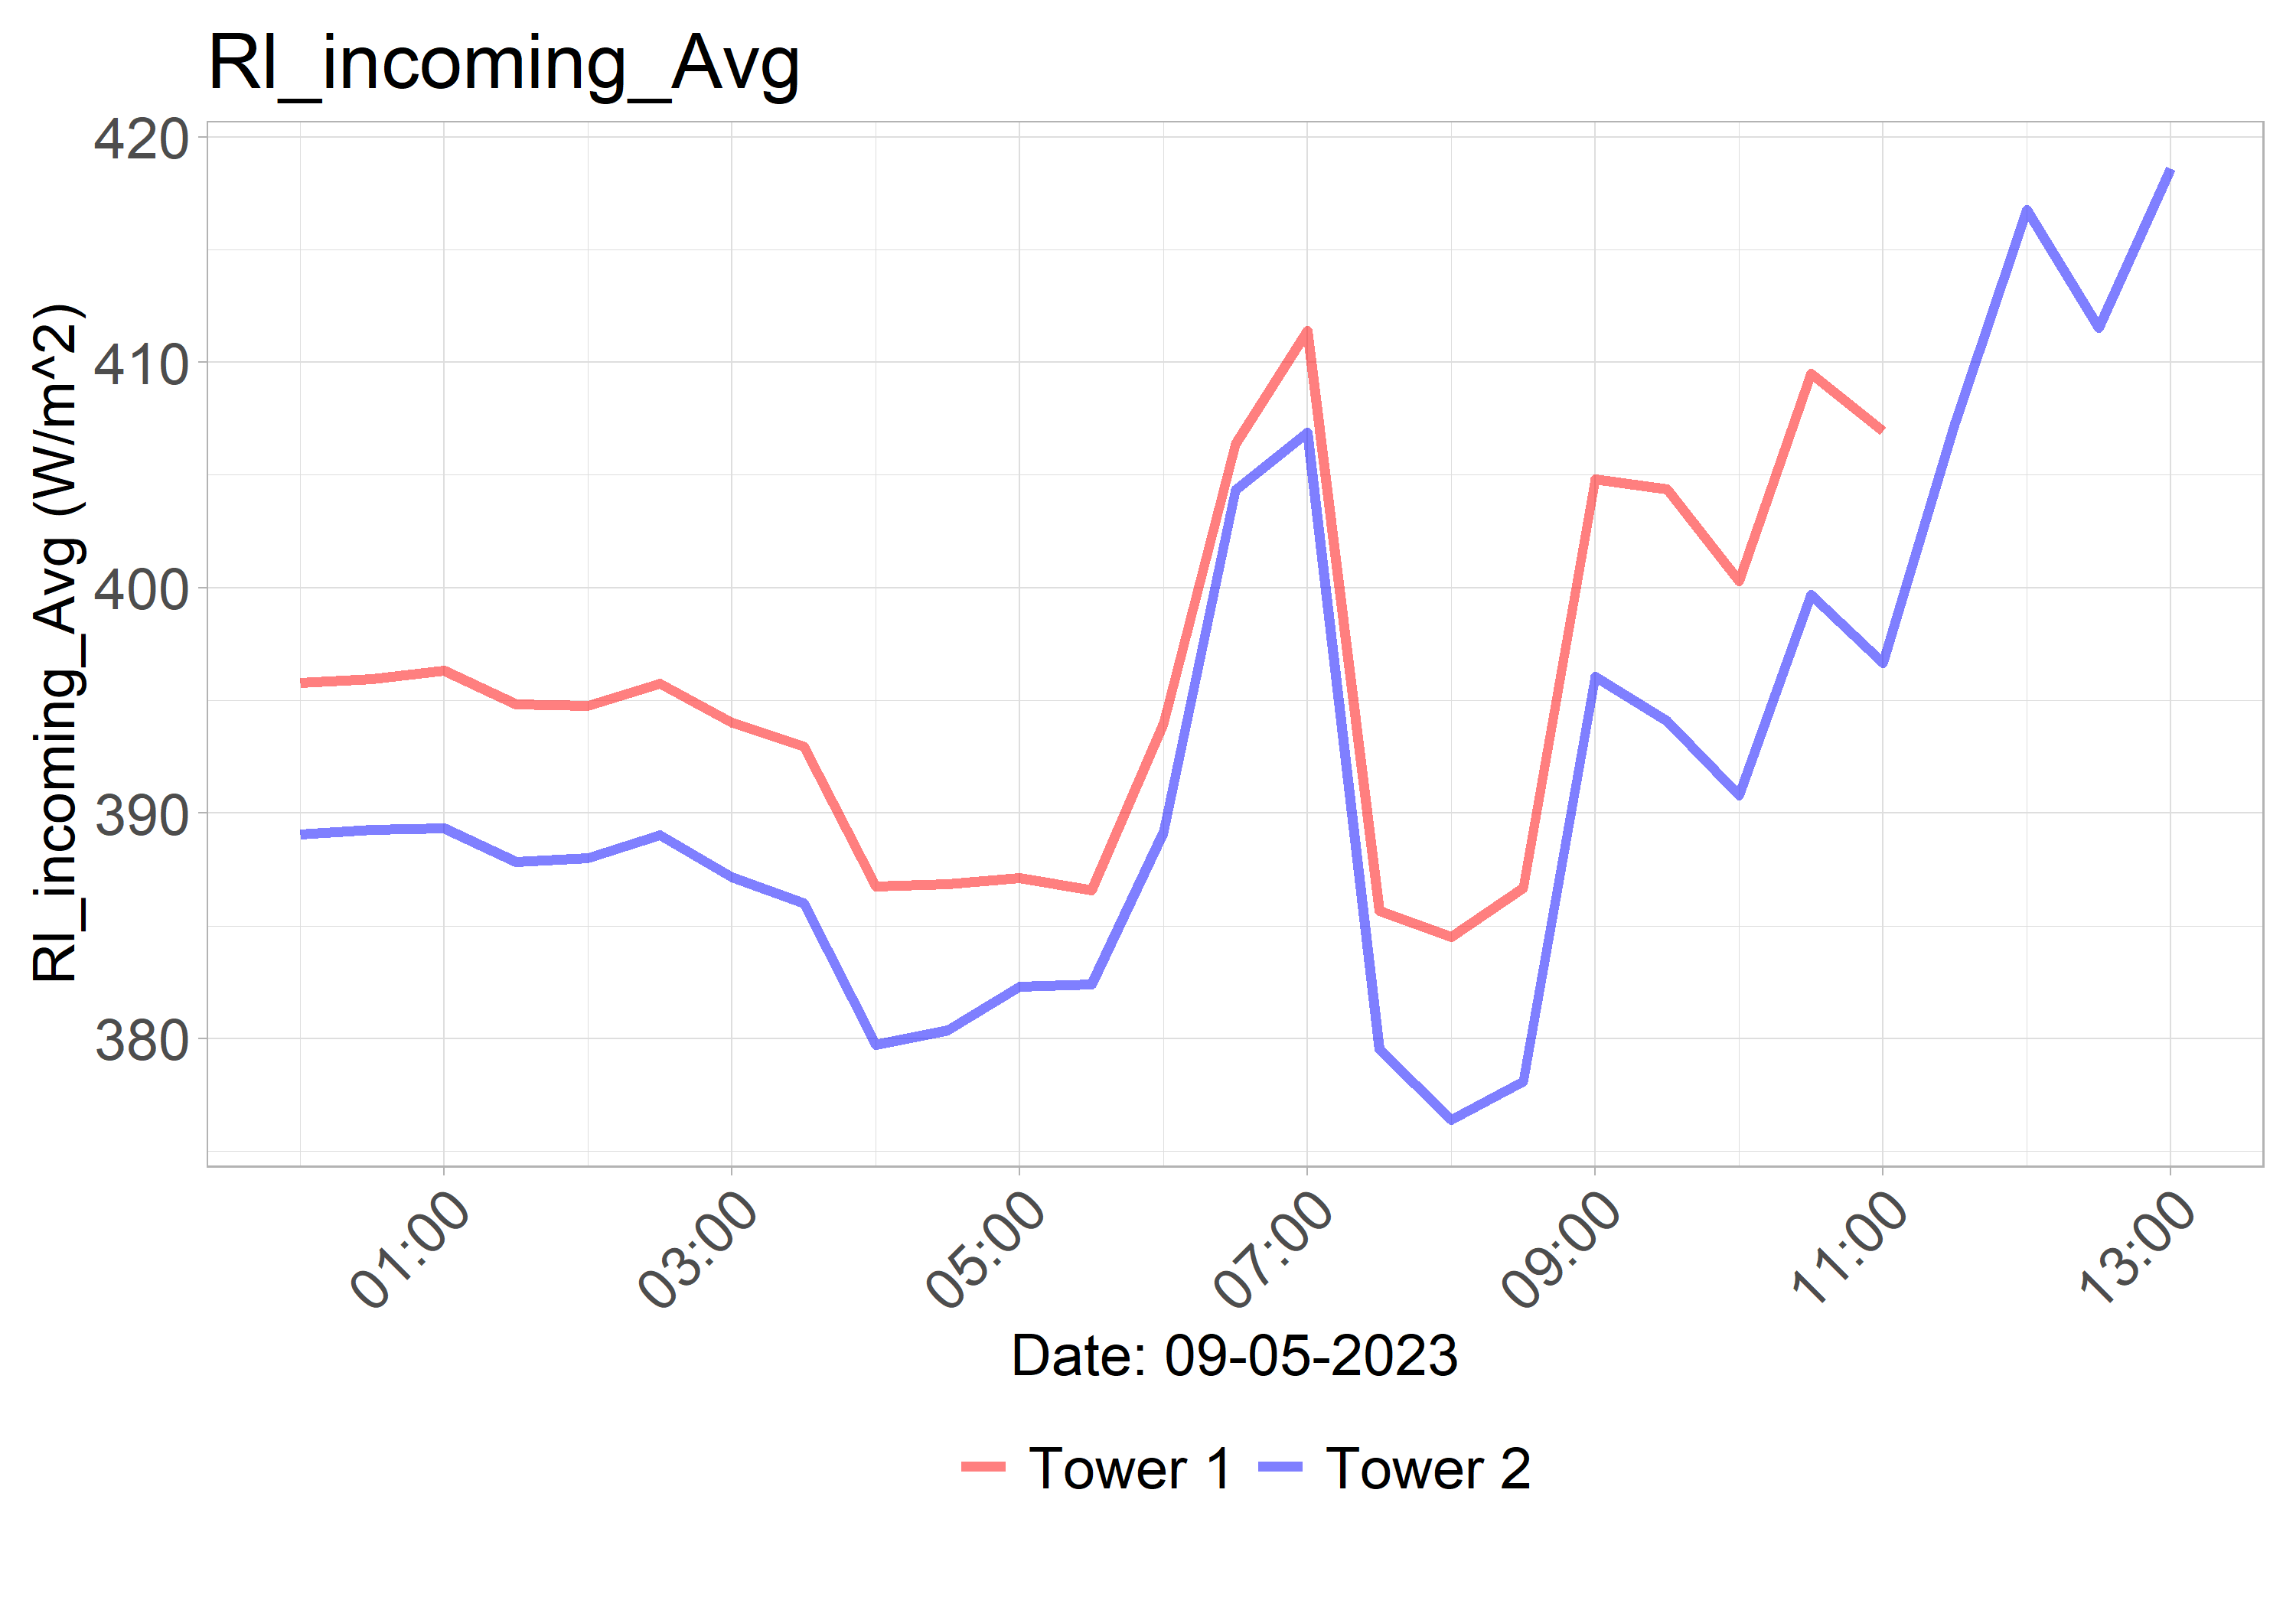 Rl_incoming_Avg
Rl_incoming_Avg (W/m^2)
420
410
400
390
380
01:00 03:00 05:00 07:00 09:00 11:00 13:00
Date: 09-05-2023
Tower 1 Tower 2